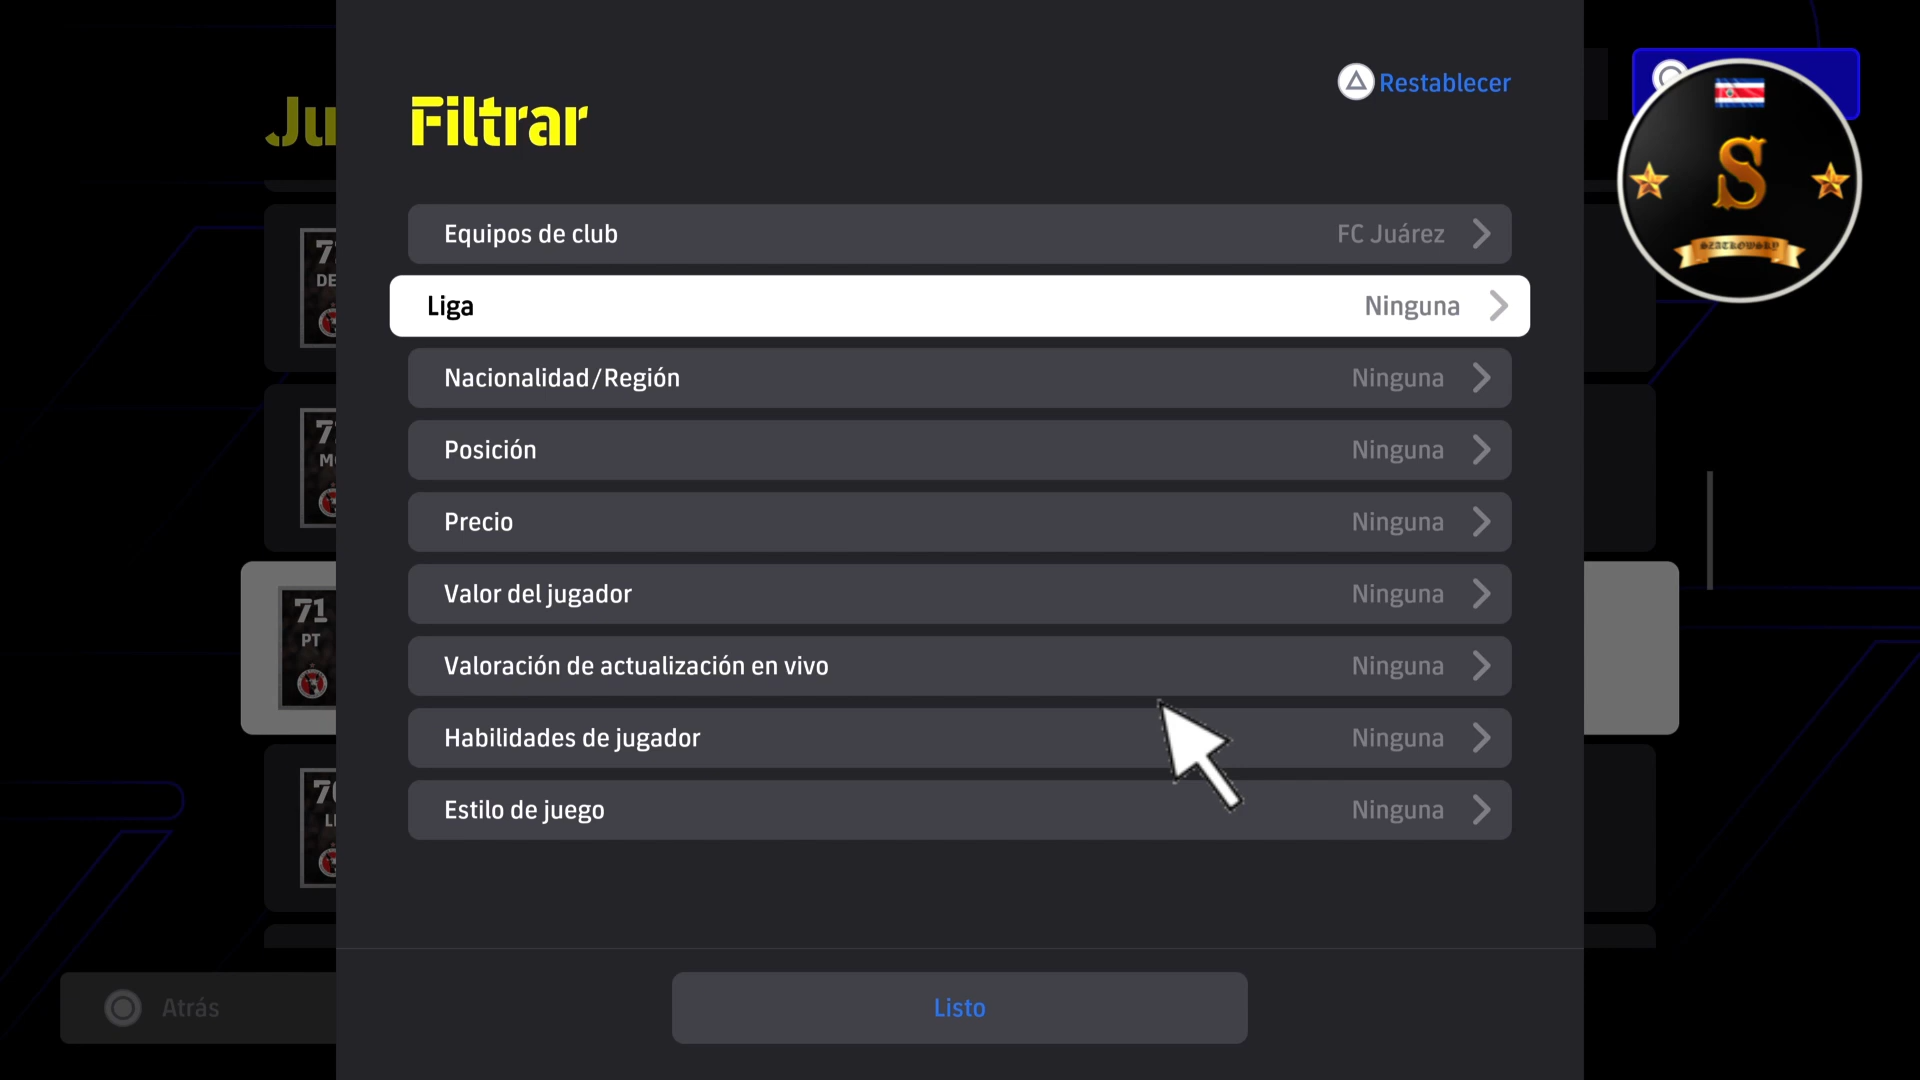 Restablecer
Ju
Filtrar
Equipos de club FC Juárez
Liga Ninguna
Nacionalidad/Región Ninguna
Posición Ninguna
Precio Ninguna
Valor del jugador Ninguna
Valoración de actualización en vivo Ninguna
Habilidades de jugador Ninguna
Estilo de juego Ninguna
Listo
Atrás
71
PT
S
SZATKOWSKY